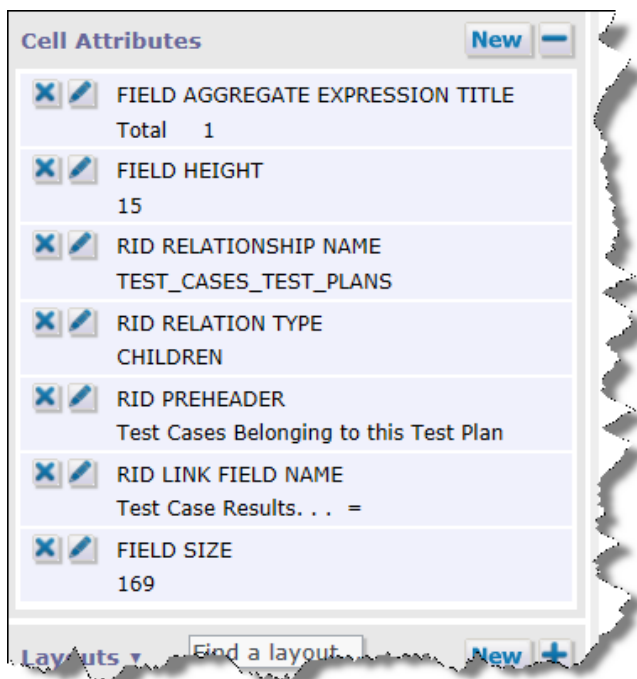 Cell Attributes New
FIELD AGGREGATE EXPRESSION TITLE
Total 1
FIELD HEIGHT
15
RID RELATIONSHIP NAME
TEST_CASES_TEST_PLANS
RID RELATION TYPE
CHILDREN
RID PREHEADER
Test Cases Belonging to this Test Plan
RID LINK FIELD NAME
Test Case Results. . . =
FIELD SIZE
169
Layouts Find a layout... New